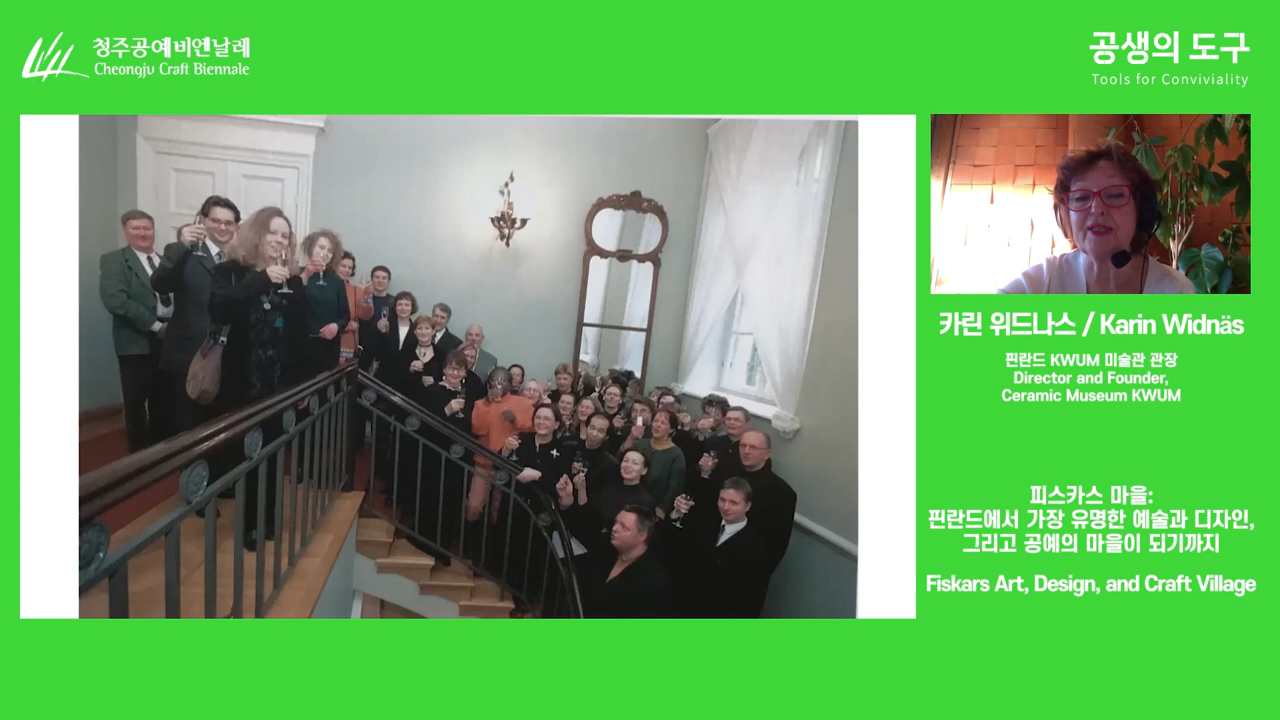 청주공예비엔날레
Cheongju Craft Biennale
공생의 도구
Tools for Conviviality
카린 위드나스 / Karin Widnäs
핀란드 KWUM 미술관 관장
Director and Founder,
Ceramic Museum KWUM
피스카스 마을:
핀란드에서 가장 유명한 예술과 디자인,
그리고 공예의 마을이 되기까지
Fiskars Art, Design, and Craft Village